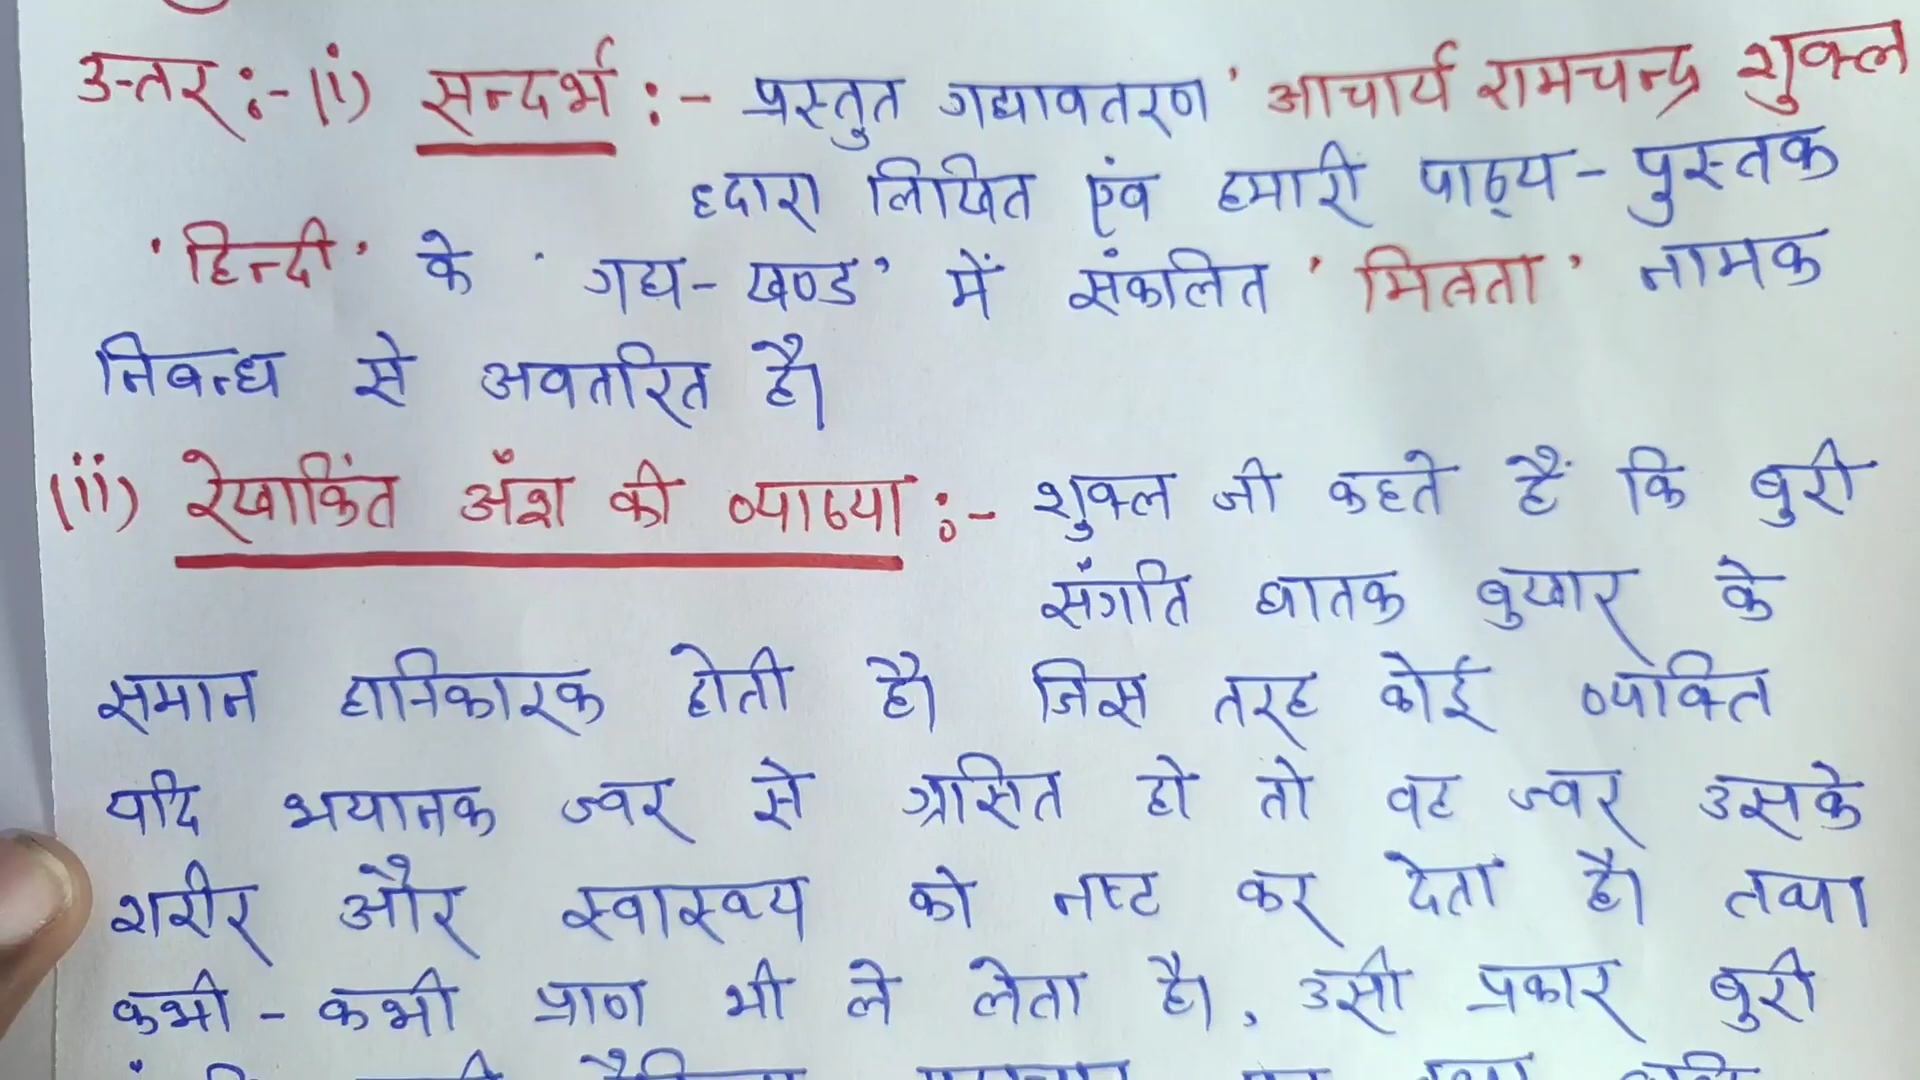 उत्तर :- (i) सन्दर्भ :- प्रस्तुत गद्यावतरण 'आचार्य रामचन्द्र शुक्ल
द्दारा लिखित एंव हमारी पाठ्य-पुस्तक
'हिन्दी' के 'गद्य-खण्ड' में संकलित 'मित्रता' नामक
निबन्ध से अवतरित है।
(ii) रेखाकिंत अंश की व्याख्या :- शुक्ल जी कहते हैं कि बुरी
संगति घातक बुखार के
समान हानिकारक होती है। जिस तरह कोई व्यक्ति
यदि भयानक ज्वर से ग्रसित हो तो वह ज्वर उसके
शरीर और स्वास्थ्य को नष्ट कर देता है। तथा
कभी-कभी प्राण भी ले लेता है।, उसी प्रकार बुरी